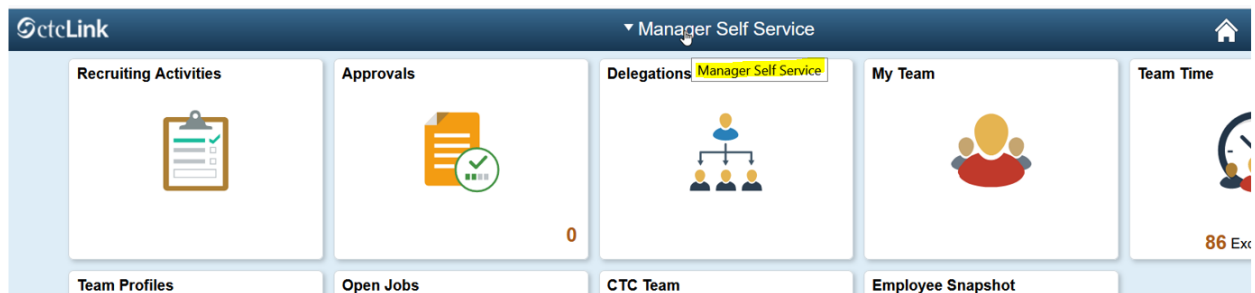 ctcLink
Manager Self Service
Recruiting Activities
Approvals
Delegations
Manager Self Service
My Team
Team Time
0
86 Exc
Team Profiles
Open Jobs
CTC Team
Employee Snapshot